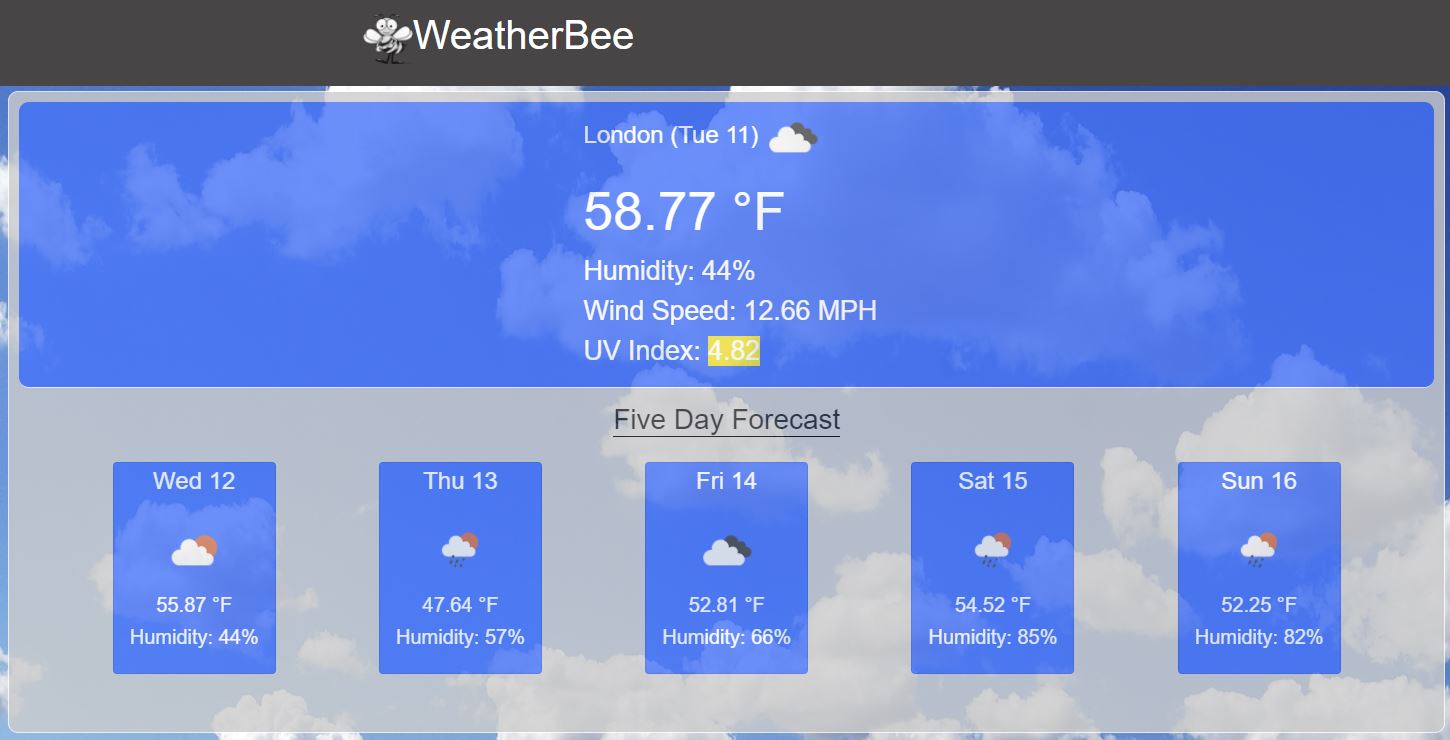 WeatherBee
London (Tue 11)
58.77 °F
Humidity: 44%
Wind Speed: 12.66 MPH
UV Index: 4.82
Five Day Forecast
Wed 12
55.87 °F
Humidity: 44%
Thu 13
47.64 °F
Humidity: 57%
Fri 14
52.81 °F
Humidity: 66%
Sat 15
54.52 °F
Humidity: 85%
Sun 16
52.25 °F
Humidity: 82%